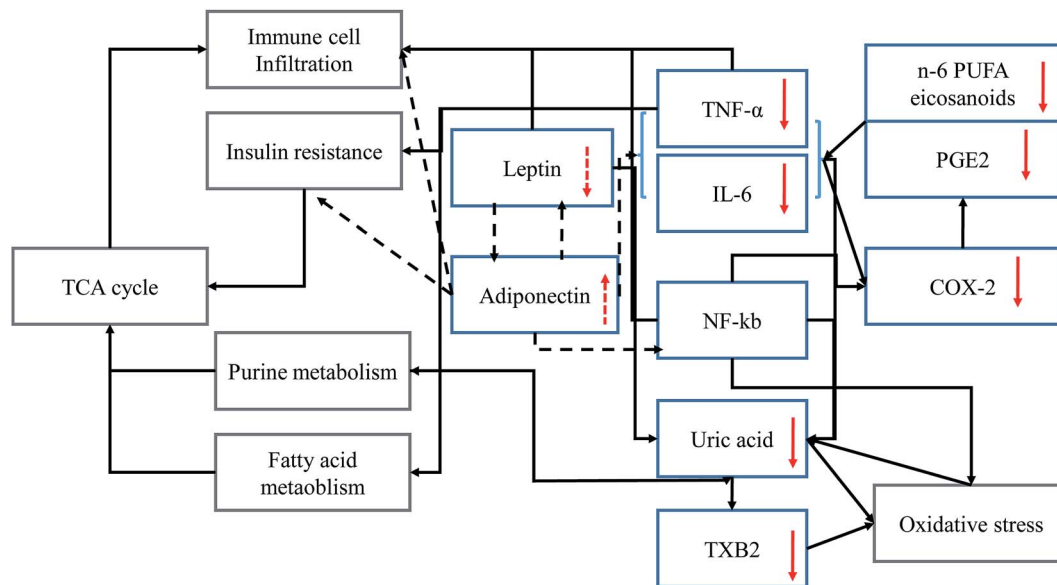 Immune cell
Infiltration
Insulin resistance
TCA cycle
Purine metabolism
Fatty acid
metaoblism
Leptin
Adiponectin
TNF-α
IL-6
NF-kb
Uric acid
TXB2
n-6 PUFA
eicosanoids
PGE2
COX-2
Oxidative stress